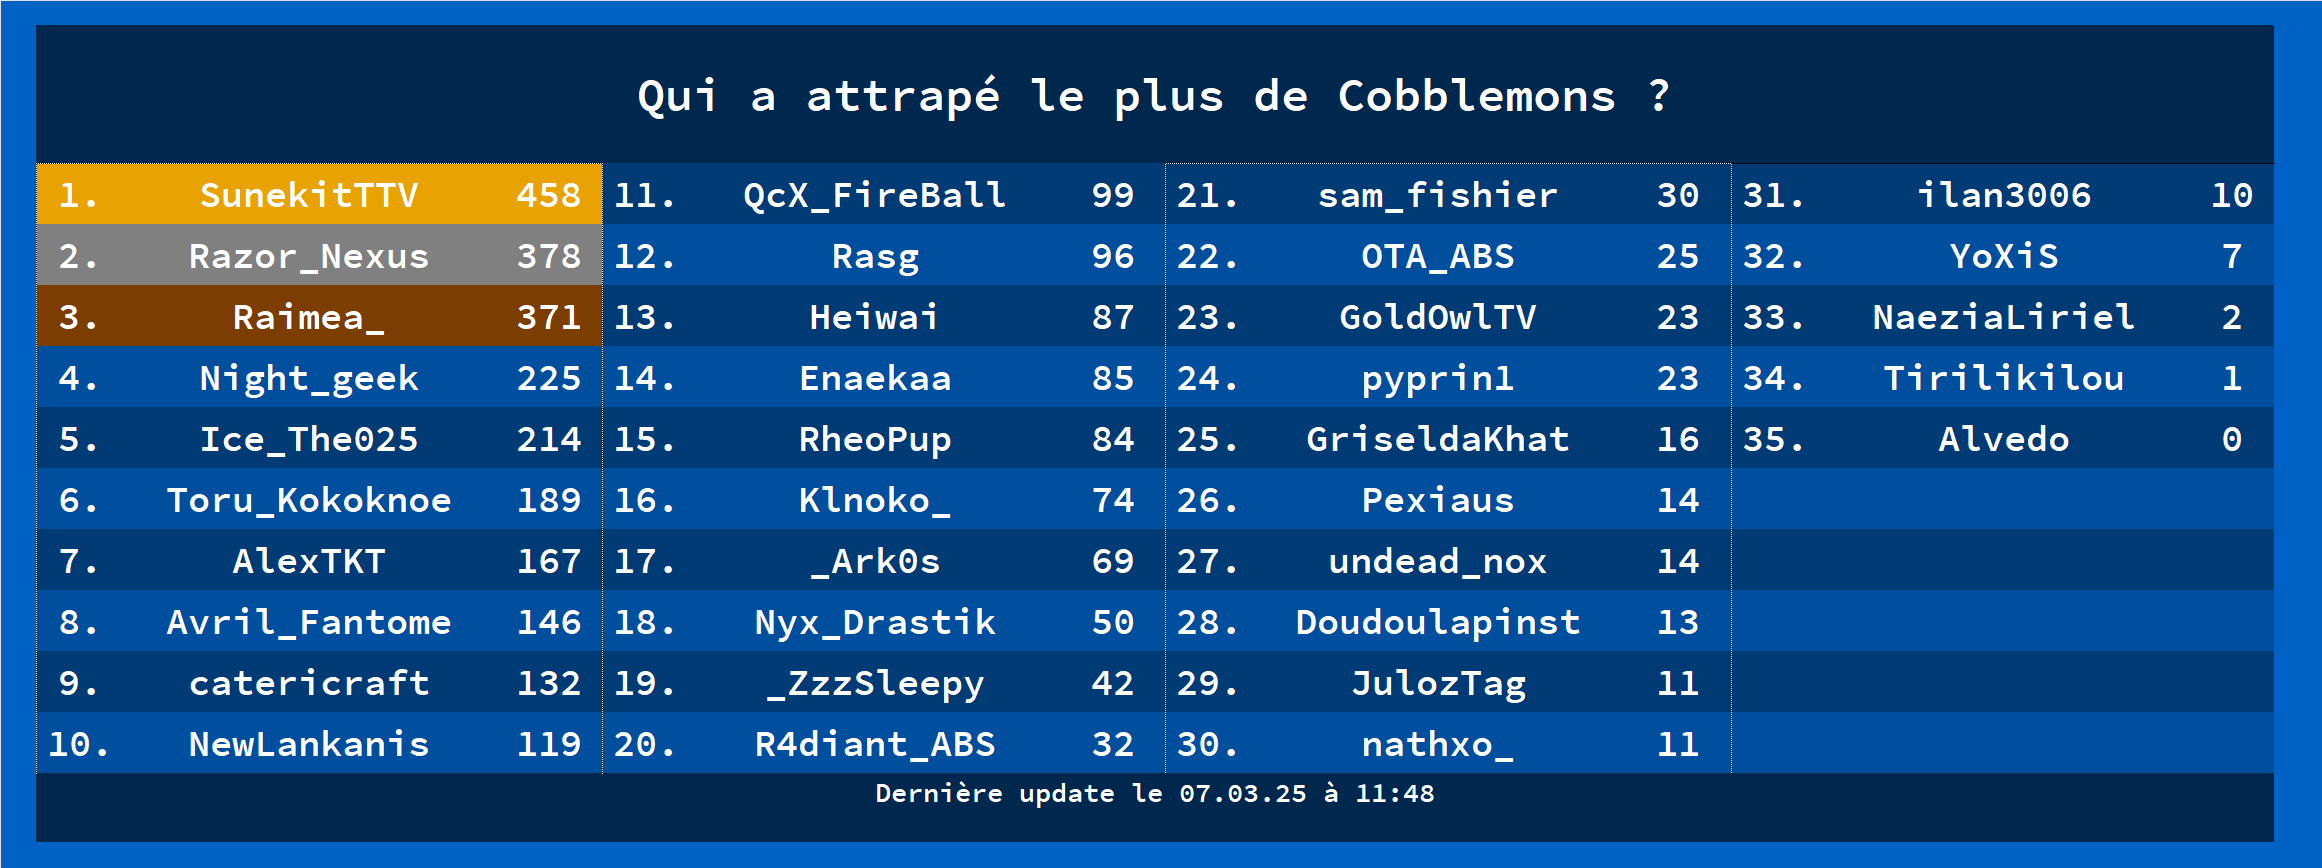 Qui a attrapé le plus de Cobblemons ?
1. SunekitTTV 458
2. Razor_Nexus 378
3. Raimea_ 371
4. Night_geek 225
5. Ice_The025 214
6. Toru_Kokoknoe 189
7. AlexTKT 167
8. Avril_Fantome 146
9. catericraft 132
10. NewLankanis 119
11. QcX_FireBall 99
12. Rasg 96
13. Heiwai 87
14. Enaekaa 85
15. RheoPup 84
16. Klnoko_ 74
17. _Ark0s 69
18. Nyx_Drastik 50
19. _ZzzSleepy 42
20. R4diant_ABS 32
21. sam_fishier 30
22. OTA_ABS 25
23. GoldOwlTV 23
24. pyprin1 23
25. GriseldaKhat 16
26. Pexiaus 14
27. undead_nox 14
28. Doudoulapinst 13
29. JulozTag 11
30. nathxo_ 11
31. ilan3006 10
32. YoXiS 7
33. NaeziaLiriel 2
34. Tirilikilou 1
35. Alvedo 0
Dernière update le 07.03.25 à 11:48